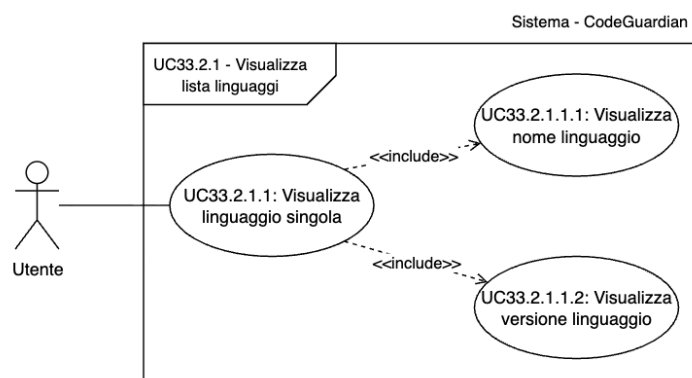 Sistema - CodeGuardian
UC33.2.1 - Visualizza
lista linguaggi
UC33.2.1.1.1: Visualizza
nome linguaggio
<<include>>
UC33.2.1.1: Visualizza
linguaggio singola
Utente
<<include>>
UC33.2.1.1.2: Visualizza
versione linguaggio